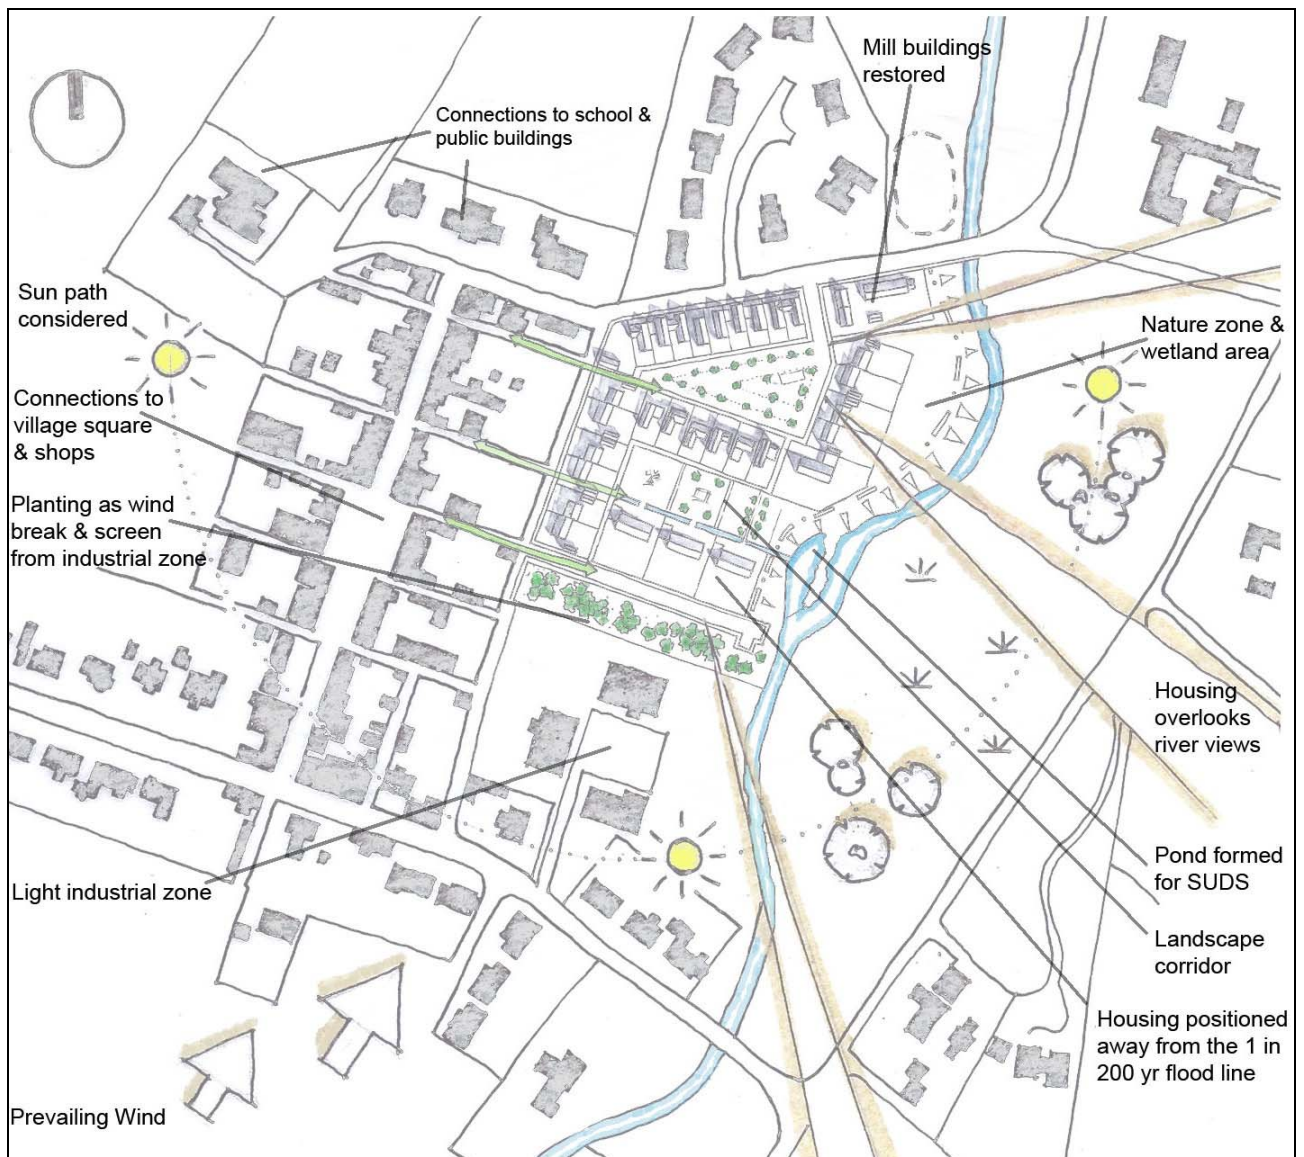 Mill buildings
restored
Connections to school &
public buildings
Sun path
considered
Nature zone &
wetland area
Connections to
village square
& shops
Planting as wind
break & screen
from industrial zone
Housing
overlooks
river views
Pond formed
for SUDS
Light industrial zone
Landscape
corridor
Housing positioned
away from the 1 in
200 yr flood line
Prevailing Wind